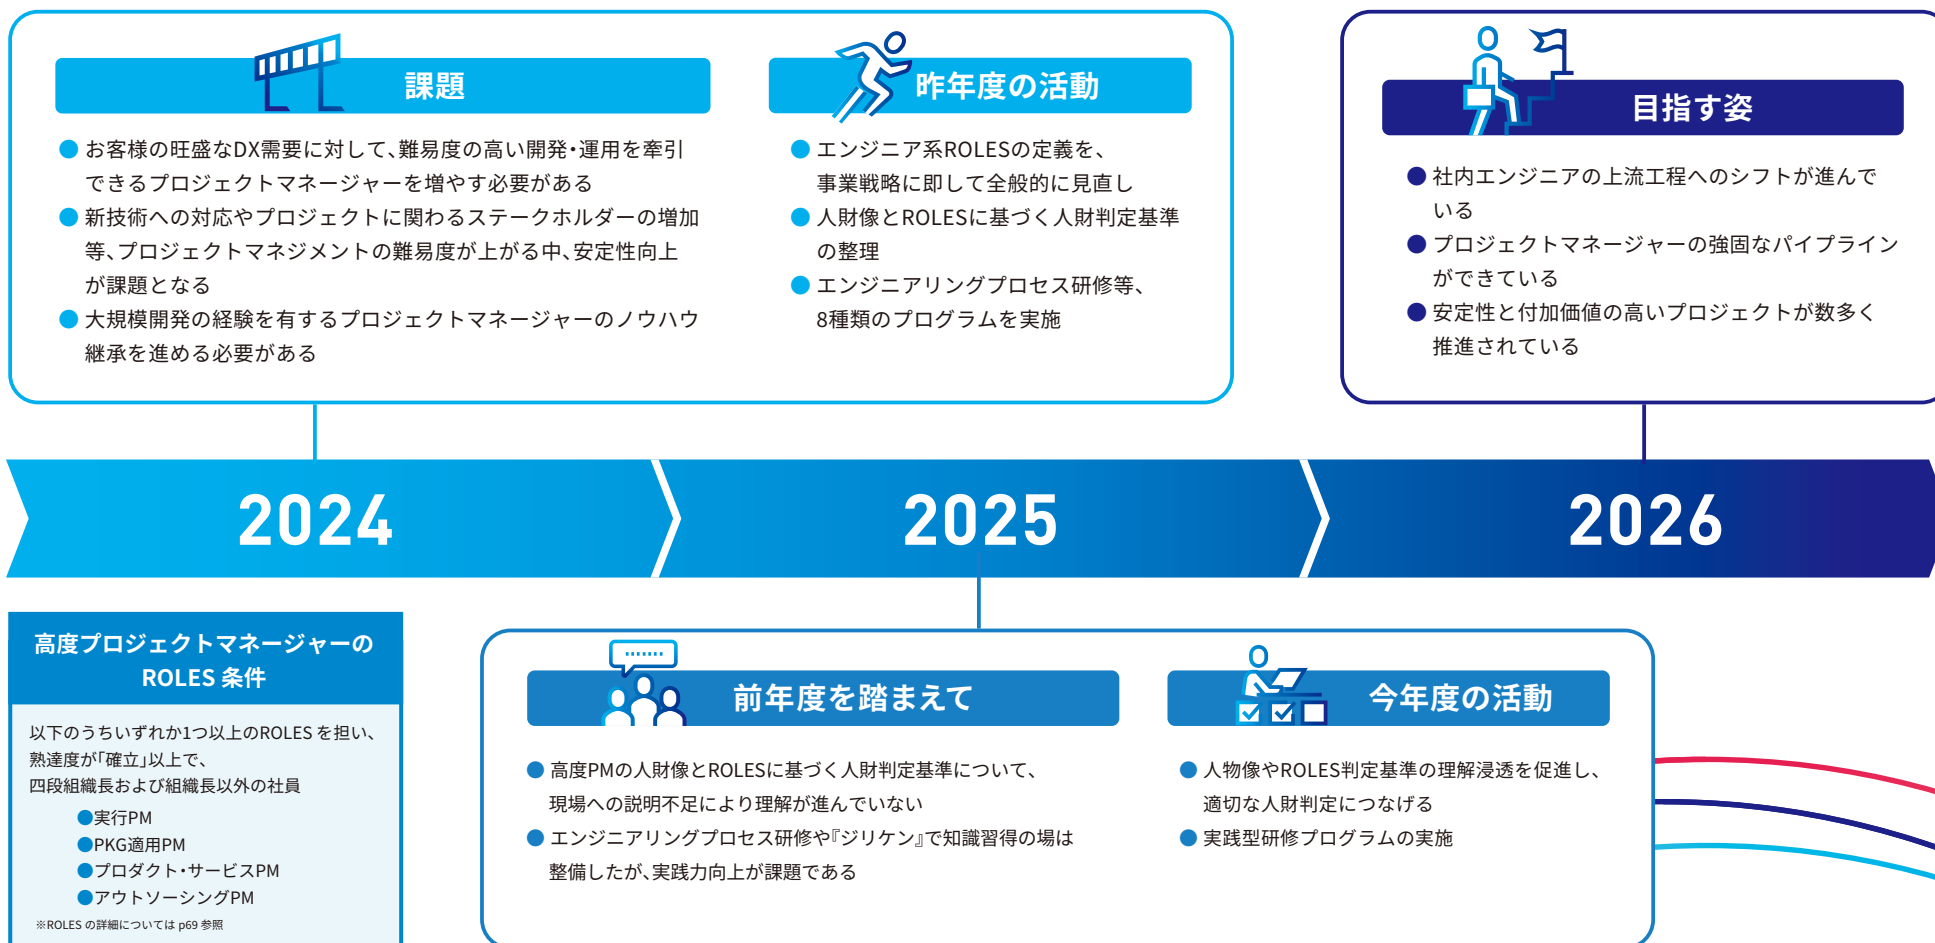 課題
● お客様の旺盛なDX需要に対して、難易度の高い開発・運用を牽引
できるプロジェクトマネージャーを増やす必要がある
● 新技術への対応やプロジェクトに関わるステークホルダーの増加
等、プロジェクトマネジメントの難易度が上がる中、安定性向上
が課題となる
● 大規模開発の経験を有するプロジェクトマネージャーのノウハウ
継承を進める必要がある
昨年度の活動
● エンジニア系ROLESの定義を、
事業戦略に即して全般的に見直し
● 人財像とROLESに基づく人財判定基準
の整理
● エンジニアリングプロセス研修等、
8種類のプログラムを実施
目指す姿
● 社内エンジニアの上流工程へのシフトが進んで
いる
● プロジェクトマネージャーの強固なパイプライン
ができている
● 安定性と付加価値の高いプロジェクトが数多く
推進されている
2024
2025
2026
高度プロジェクトマネージャーの
ROLES 条件
以下のうちいずれか1つ以上のROLES を担い、
熟達度が「確立」以上で、
四段組織長および組織長以外の社員
●実行PM
●PKG適用PM
●プロダクト・サービスPM
●アウトソーシングPM
※ROLES の詳細については p69 参照
前年度を踏まえて
● 高度PMの人財像とROLESに基づく人財判定基準について、
現場への説明不足により理解が進んでいない
● エンジニアリングプロセス研修や『ジリケン』で知識習得の場は
整備したが、実践力向上が課題である
今年度の活動
● 人物像やROLES判定基準の理解浸透を促進し、
適切な人財判定につなげる
● 実践型研修プログラムの実施